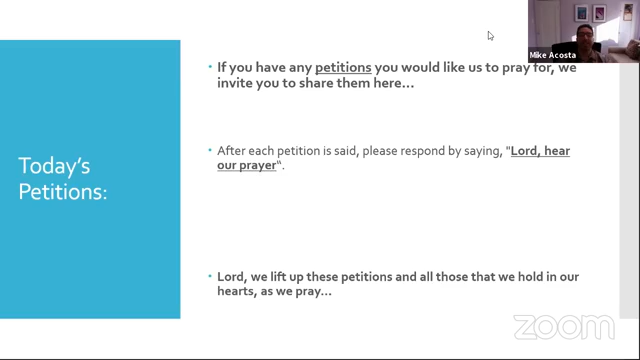 Mike Acosta
• If you have any petitions you would like us to pray for, we
invite you to share them here…
• After each petition is said, please respond by saying, "Lord, hear
our prayer“.
Today’s
Petitions:
• Lord, we lift up these petitions and all those that we hold in our
hearts, as we pray…
zoom